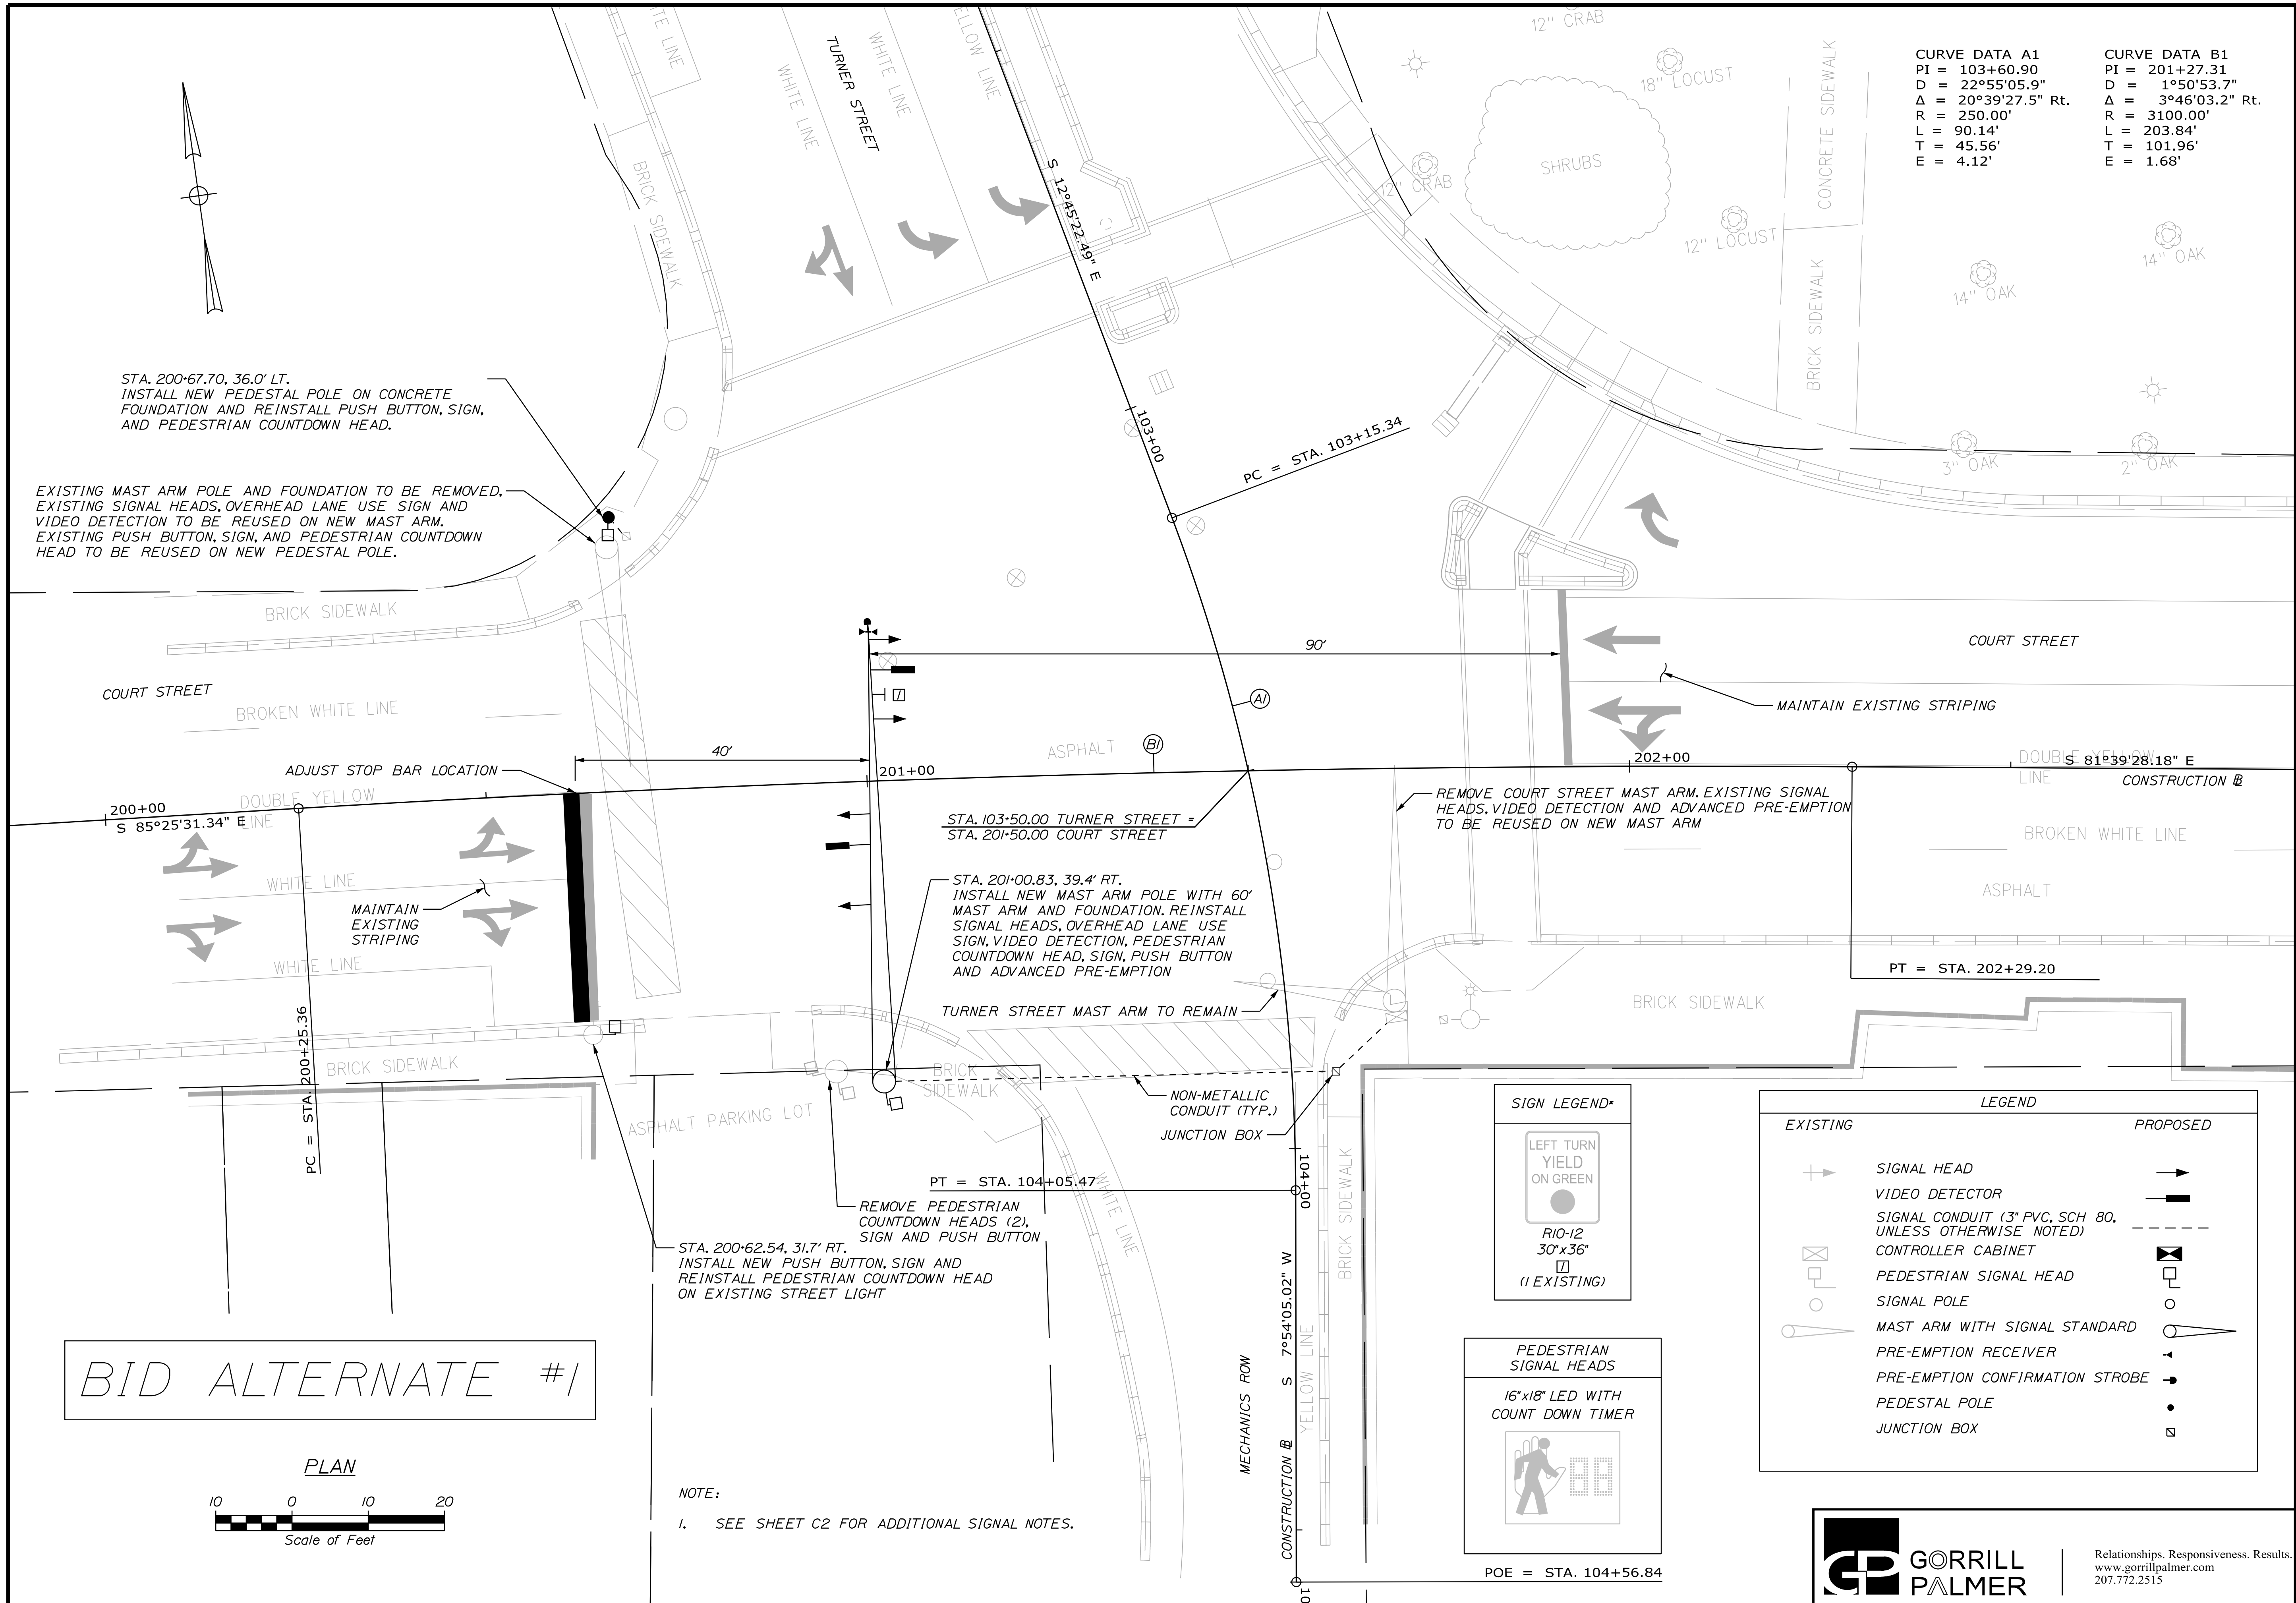 12" CRAB
18" LOCUST
CONCRETE SIDEWALK
CURVE DATA A1
PI = 103+60.90
D = 22°55'05.9"
Δ = 20°39'27.5" Rt.
R = 250.00'
L = 90.14'
T = 45.56'
E = 4.12'
CURVE DATA B1
PI = 201+27.31
D = 1°50'53.7"
Δ = 3°46'03.2" Rt.
R = 3100.00'
L = 203.84'
T = 101.96'
E = 1.68'
LINE
WHITE LINE
TURNER STREET
WHITE LINE
LINE
BRICK SIDEWALK
S 12°45'22.49" E
12" CRAB
SHRUBS
12" LOCUST
BRICK SIDEWALK
14" OAK
14" OAK
3" OAK
2" OAK
STA. 200+67.70, 36.0' LT.
INSTALL NEW PEDESTAL POLE ON CONCRETE
FOUNDATION AND REINSTALL PUSH BUTTON, SIGN,
AND PEDESTRIAN COUNTDOWN HEAD.
103+00
PC = STA. 103+15.34
EXISTING MAST ARM POLE AND FOUNDATION TO BE REMOVED,
EXISTING SIGNAL HEADS, OVERHEAD LANE USE SIGN AND
VIDEO DETECTION TO BE REUSED ON NEW MAST ARM.
EXISTING PUSH BUTTON, SIGN, AND PEDESTRIAN COUNTDOWN
HEAD TO BE REUSED ON NEW PEDESTAL POLE.
BRICK SIDEWALK
COURT STREET
BROKEN WHITE LINE
90'
COURT STREET
1
A1
MAINTAIN EXISTING STRIPING
40'
ASPHALT
B1
ADJUST STOP BAR LOCATION
201+00
202+00
DOUBLE YELLOW
LINE
S 81°39'28.18" E
CONSTRUCTION BL
200+00
DOUBLE YELLOW
LINE
S 85°25'31.34" E
STA. 103+50.00 TURNER STREET =
STA. 201+50.00 COURT STREET
REMOVE COURT STREET MAST ARM. EXISTING SIGNAL
HEADS, VIDEO DETECTION AND ADVANCED PRE-EMPTION
TO BE REUSED ON NEW MAST ARM
BROKEN WHITE LINE
ASPHALT
WHITE LINE
MAINTAIN
EXISTING
STRIPING
WHITE LINE
STA. 201+00.83, 39.4' RT.
INSTALL NEW MAST ARM POLE WITH 60'
MAST ARM AND FOUNDATION. REINSTALL
SIGNAL HEADS, OVERHEAD LANE USE
SIGN, VIDEO DETECTION, PEDESTRIAN
COUNTDOWN HEAD, SIGN, PUSH BUTTON
AND ADVANCED PRE-EMPTION
TURNER STREET MAST ARM TO REMAIN
PT = STA. 202+29.20
BRICK SIDEWALK
PC = STA. 200+25.36
BRICK SIDEWALK
BRICK
SIDEWALK
ASPHALT PARKING LOT
NON-METALLIC
CONDUIT (TYP.)
JUNCTION BOX
104+00
PT = STA. 104+05.47
REMOVE PEDESTRIAN
COUNTDOWN HEADS (2),
SIGN AND PUSH BUTTON
WHITE LINE
BRICK SIDEWALK
STA. 200+62.54, 31.7' RT.
INSTALL NEW PUSH BUTTON, SIGN AND
REINSTALL PEDESTRIAN COUNTDOWN HEAD
ON EXISTING STREET LIGHT
S 7°54'05.02" W
YELLOW LINE
MECHANICS ROW
CONSTRUCTION BL
POE = STA. 104+56.84
SIGN LEGEND*
LEFT TURN
YIELD
ON GREEN
R10-12
30"x36"
1
(1 EXISTING)
PEDESTRIAN
SIGNAL HEADS
16"x18" LED WITH
COUNT DOWN TIMER
88
LEGEND
EXISTING
PROPOSED
SIGNAL HEAD
VIDEO DETECTOR
SIGNAL CONDUIT (3" PVC, SCH 80,
UNLESS OTHERWISE NOTED)
CONTROLLER CABINET
PEDESTRIAN SIGNAL HEAD
SIGNAL POLE
MAST ARM WITH SIGNAL STANDARD
PRE-EMPTION RECEIVER
PRE-EMPTION CONFIRMATION STROBE
PEDESTAL POLE
JUNCTION BOX
BID ALTERNATE #1
PLAN
10 0 10 20
Scale of Feet
NOTE:
1. SEE SHEET C2 FOR ADDITIONAL SIGNAL NOTES.
GP
GORRILL
PALMER
Relationships. Responsiveness. Results.
www.gorrillpalmer.com
207.772.2515